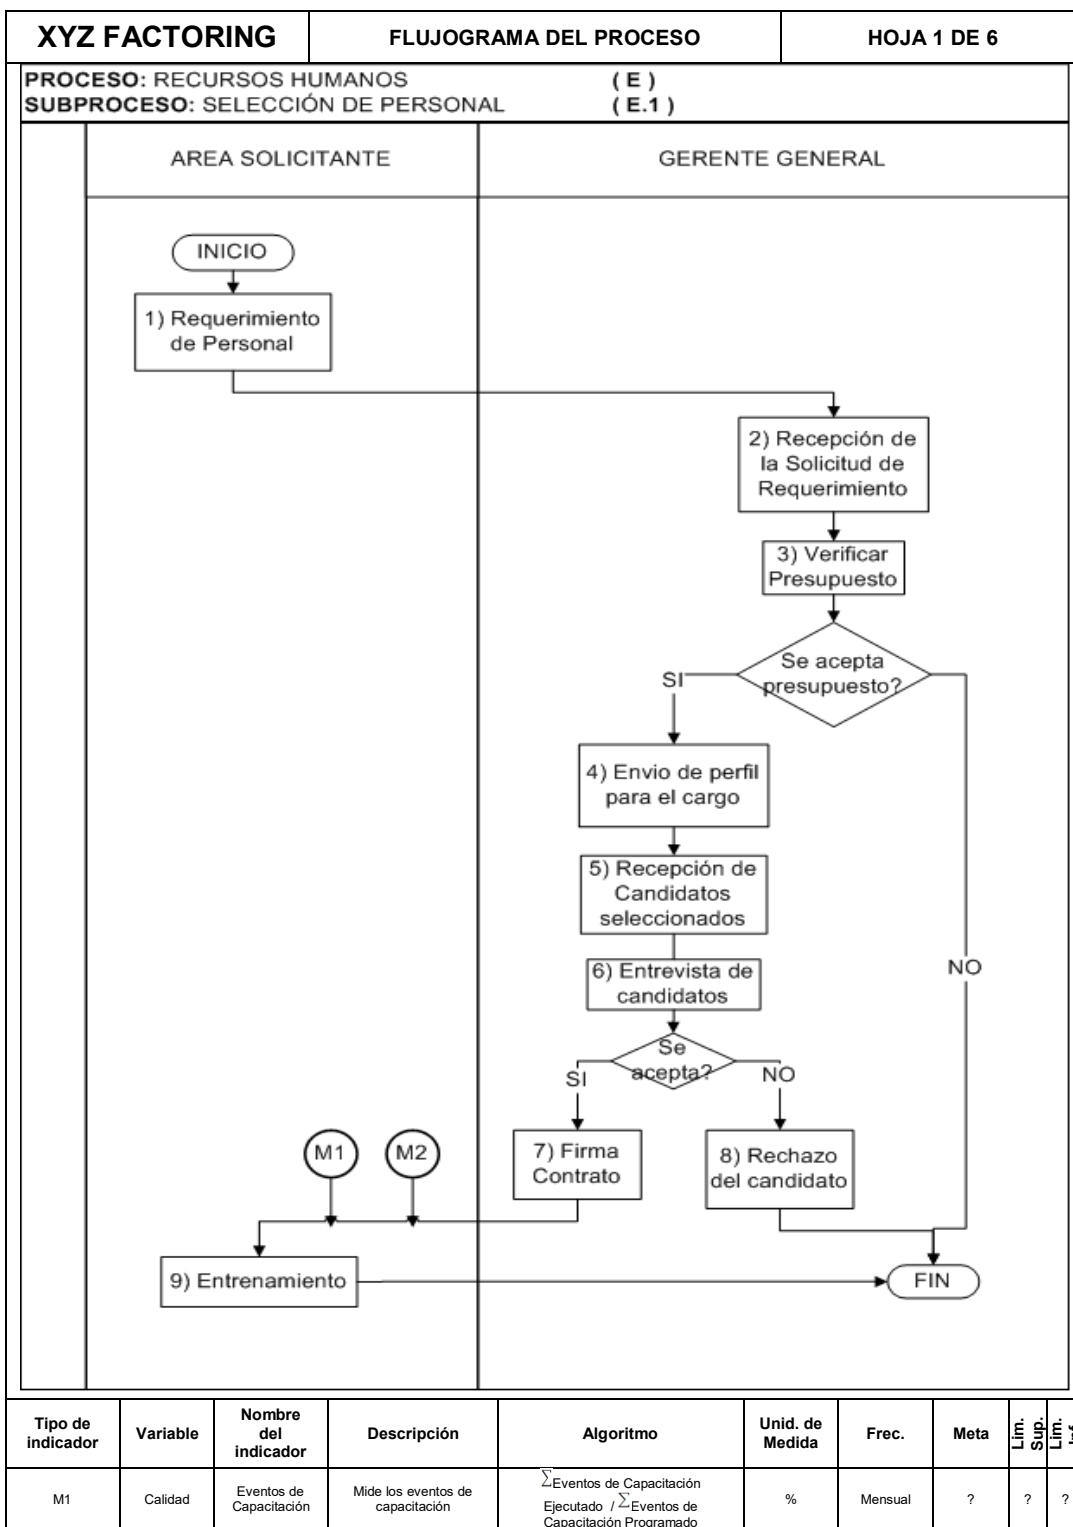 XYZ FACTORING
FLUJOGRAMA DEL PROCESO
HOJA 1 DE 6
PROCESO: RECURSOS HUMANOS ( E )
SUBPROCESO: SELECCIÓN DE PERSONAL ( E.1 )
AREA SOLICITANTE
GERENTE GENERAL
INICIO
1) Requerimiento
de Personal
2) Recepción de
la Solicitud de
Requerimiento
3) Verificar
Presupuesto
Se acepta
presupuesto?
SI
4) Envio de perfil
para el cargo
5) Recepción de
Candidatos
seleccionados
NO
6) Entrevista de
candidatos
Se
acepta?
SI
NO
M1
M2
7) Firma
Contrato
8) Rechazo
del candidato
9) Entrenamiento
FIN
Tipo de
indicador
Variable
Nombre
del
indicador
Descripción
Algoritmo
Unid. de
Medida
Frec.
Meta
Lim.
Sup.
Lim.
M1
Calidad
Eventos de
Capacitación
Mide los eventos de
capacitación
∑Eventos de Capacitación
Ejecutado / ∑Eventos de
Capacitación Programado
%
Mensual
?
?
?